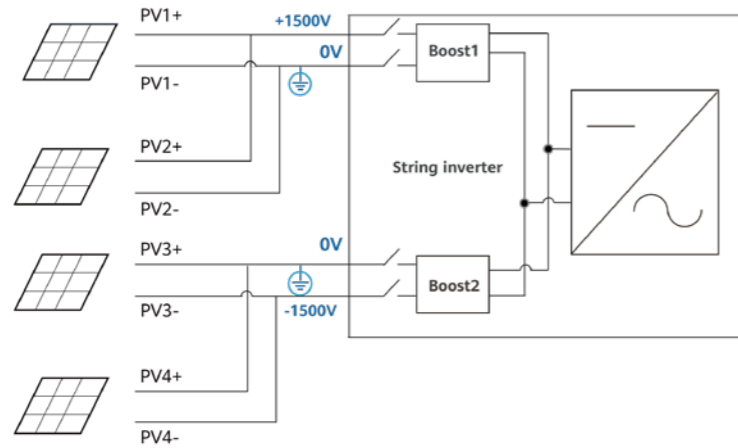 PV1+
+1500V
0V
Boost1
PV1-
PV2+
String inverter
PV2-
PV3+
0V
Boost2
PV3-
-1500V
PV4+
PV4-